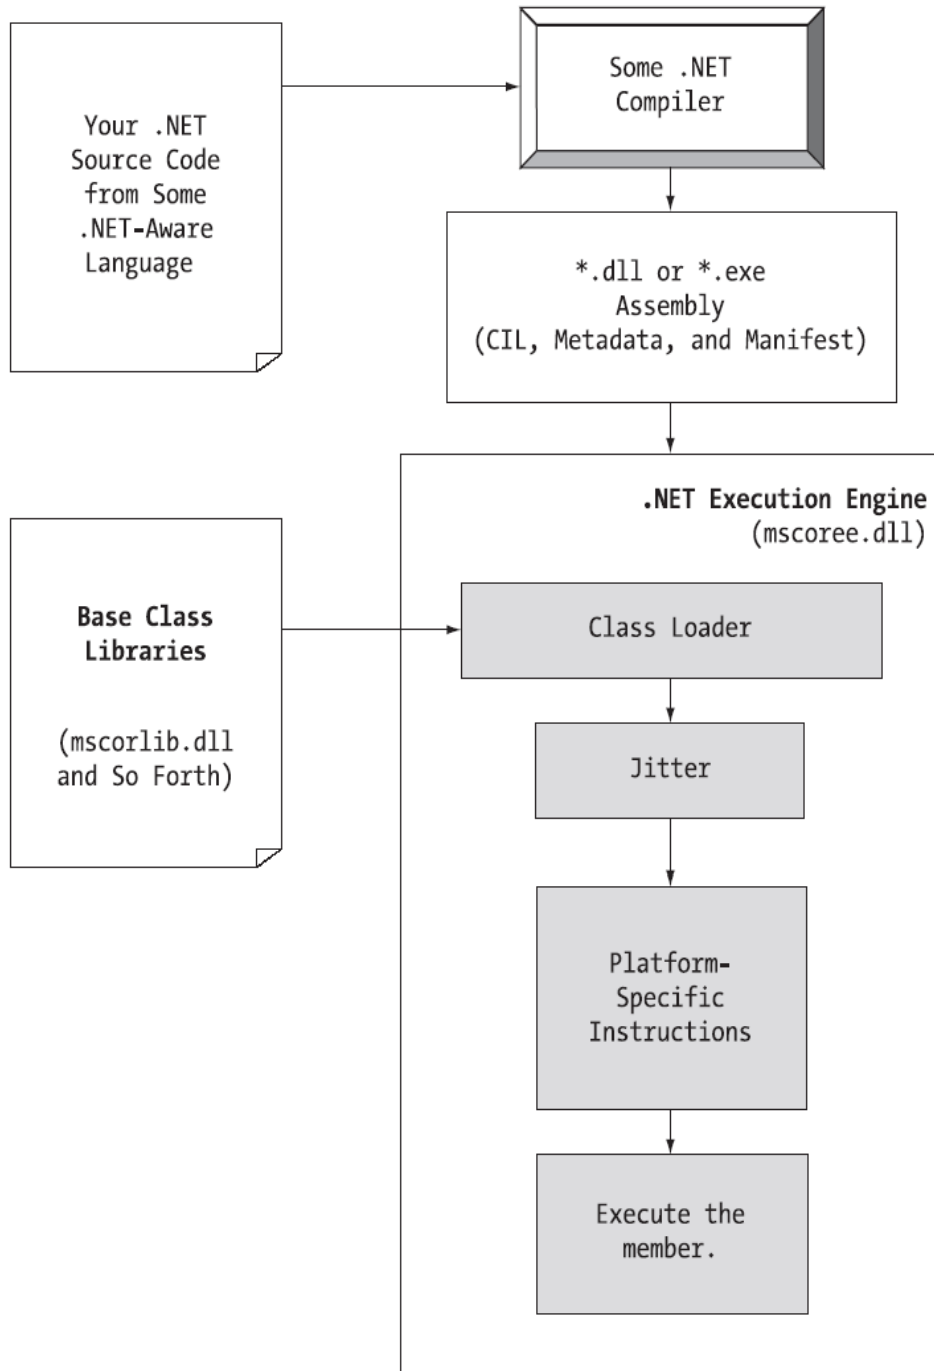 Your .NET
Source Code
from Some
.NET-Aware
Language
Some .NET
Compiler
*.dll or *.exe
Assembly
(CIL, Metadata, and Manifest)
.NET Execution Engine
(mscoree.dll)
Base Class
Libraries
(mscorlib.dll
and So Forth)
Class Loader
Jitter
Platform-
Specific
Instructions
Execute the
member.